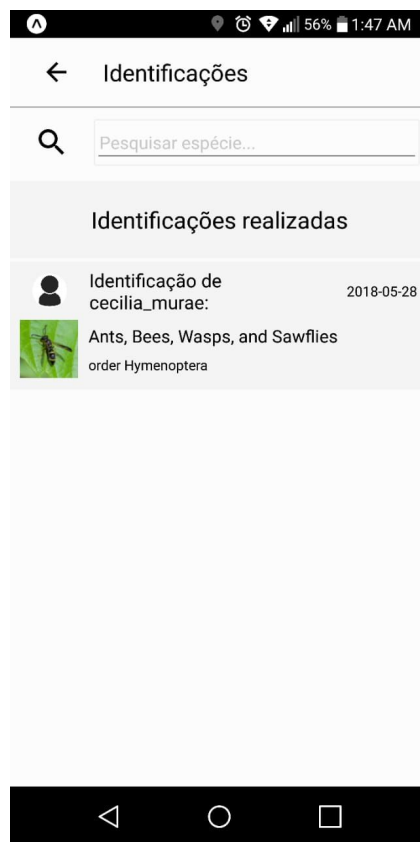 56% 1:47 AM
Identificações
Pesquisar espécie...
Identificações realizadas
Identificação de
cecilia_murae:
2018-05-28
Ants, Bees, Wasps, and Sawflies
order Hymenoptera